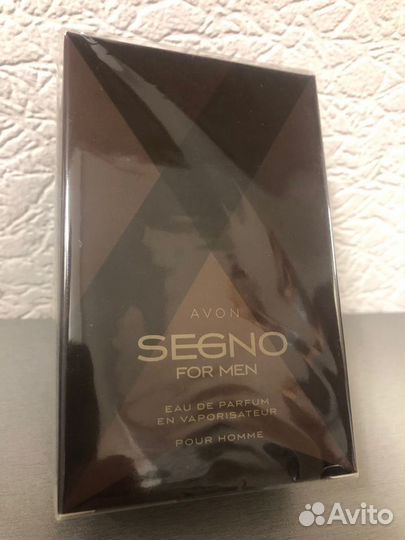 AVON
SEGNO
FOR MEN
EAU DE PARFUM
EN VAPORISATEUR
POUR HOMME
Avito